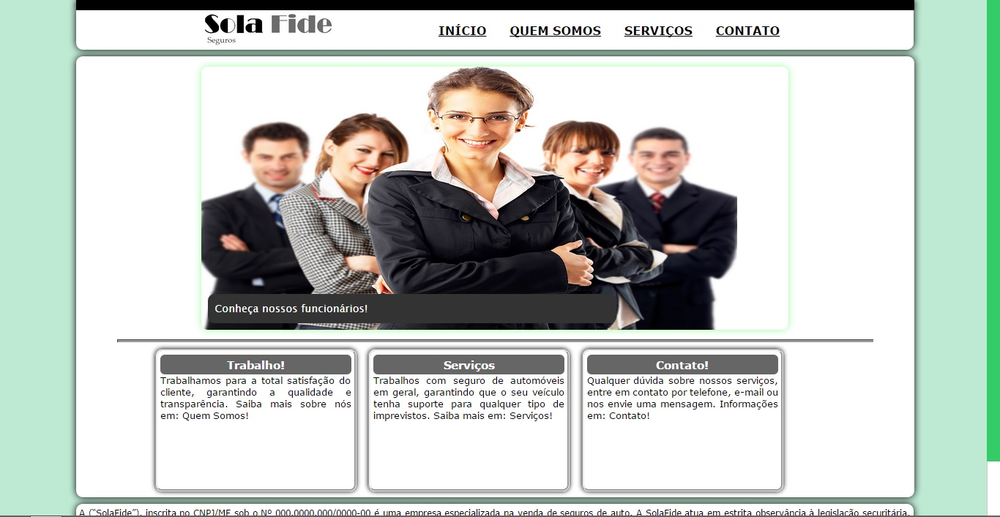 Sola Fide
Seguros
INÍCIO QUEM SOMOS SERVIÇOS CONTATO
Conheça nossos funcionários!
Trabalho!
Trabalhamos para a total satisfação do
cliente, garantindo a qualidade e
transparência. Saiba mais sobre nós
em: Quem Somos!
Serviços
Trabalhos com seguro de automóveis
em geral, garantindo que o seu veículo
tenha suporte para qualquer tipo de
imprevistos. Saiba mais em: Serviços!
Contato!
Qualquer dúvida sobre nossos serviços,
entre em contato por telefone, e-mail ou
nos envie uma mensagem. Informações
em: Contato!
A (“SolaFide”), inscrita no CNPJ/MF sob o Nº 000.0000.000/0000-00 é uma empresa especializada na venda de seguros de auto. A SolaFide atua em estrita observância à legislação securitária,